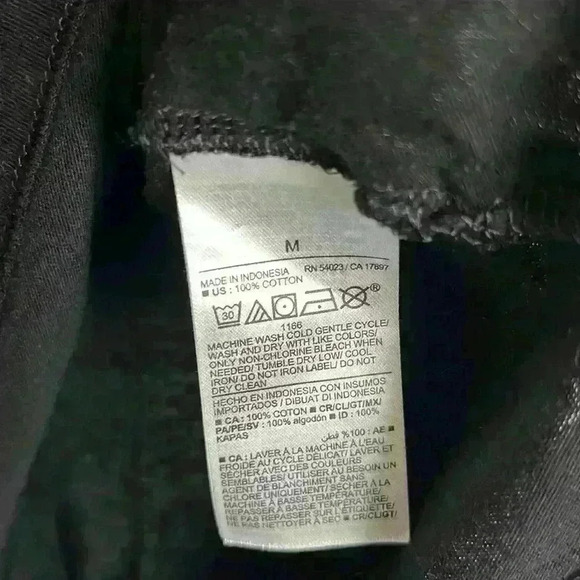 M
MADE IN INDONESIA RN 54023 / CA 17897
■ US : 100% COTTON
30 ®
1166
MACHINE WASH COLD GENTLE CYCLE/
WASH AND DRY WITH LIKE COLORS/
ONLY NON-CHLORINE BLEACH WHEN
NEEDED/ TUMBLE DRY LOW/ COOL
IRON/ DO NOT IRON LABEL/ DO NOT
DRY CLEAN
HECHO EN INDONESIA CON INSUMOS
IMPORTADOS / DIBUAT DI INDONESIA
■ CA : 100% COTON ■ CR/CL/GT/MX/
PA/PE/SV : 100% algodón ■ ID : 100%
KAPAS
■ AE : 100% قطن
■ CA : LAVER À LA MACHINE À L'EAU
FROIDE AU CYCLE DÉLICAT/ LAVER ET
SÉCHER AVEC DES COULEURS
SEMBLABLES/ UTILISER AU BESOIN UN
AGENT DE BLANCHIMENT SANS
CHLORE UNIQUEMENT/ SÉCHER À LA
MACHINE À BASSE TEMPÉRATURE/
REPASSER À BASSE TEMPÉRATURE/
NE PAS REPASSER L'ÉTIQUETTE/
NE PAS NETTOYER À SEC ■ CR/CL/GT/